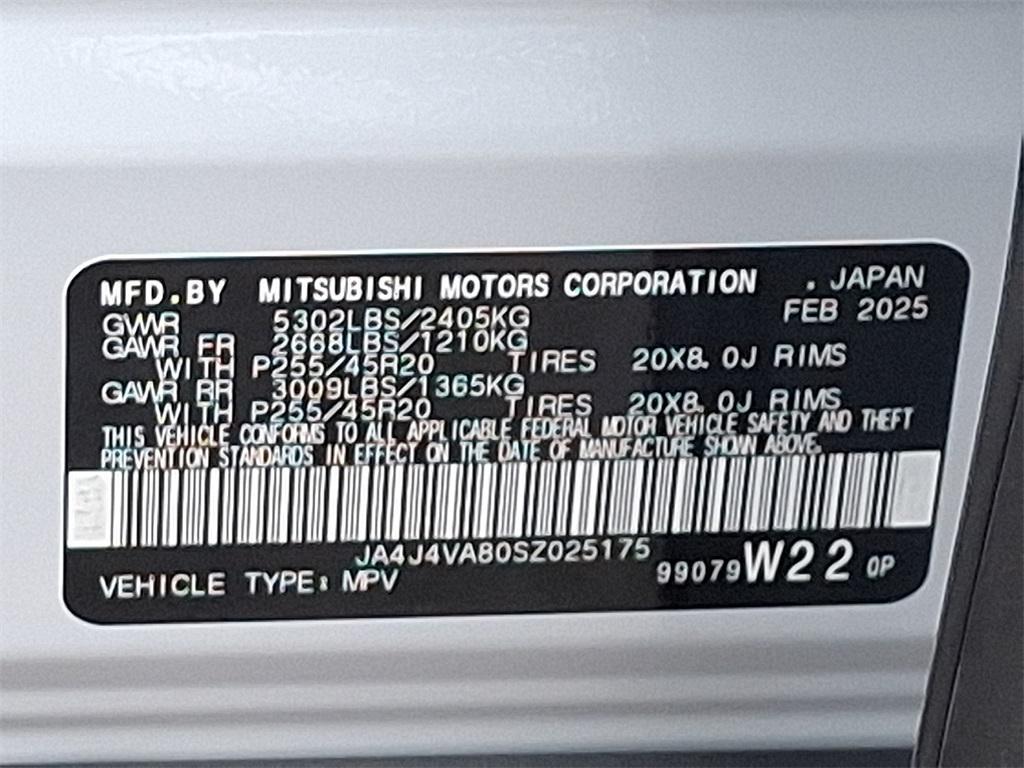 MFD.BY MITSUBISHI MOTORS CORPORATION . JAPAN
GVWR 5302LBS/2405KG FEB 2025
GAWR FR 2668LBS/1210KG
WITH P255/45R20 TIRES 20X8.0J RIMS
GAWR RR 3009LBS/1365KG
WITH P255/45R20 TIRES 20X8.0J RIMS
THIS VEHICLE CONFORMS TO ALL APPLICABLE FEDERAL MOTOR VEHICLE SAFETY AND THEFT
PREVENTION STANDARDS IN EFFECT ON THE DATE OF MANUFACTURE SHOWN ABOVE.
JA4J4VA80SZ025175
VEHICLE TYPE: MPV 99079 W22 0P